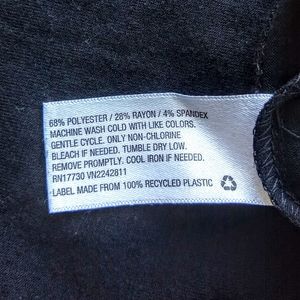 68% POLYESTER / 28% RAYON / 4% SPANDEX
MACHINE WASH COLD WITH LIKE COLORS.
GENTLE CYCLE. ONLY NON-CHLORINE
BLEACH IF NEEDED. TUMBLE DRY LOW.
REMOVE PROMPTLY. COOL IRON IF NEEDED.
RN17730 VN2242811
LABEL MADE FROM 100% RECYCLED PLASTIC